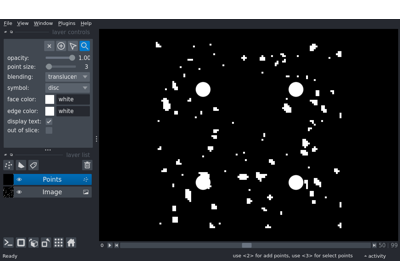 File View Window Plugins Help
layer controls
opacity: 1.00
point size: 3
blending: translucen
symbol: disc
face color: white
edge color: white
display text:
out of slice:
layer list
Points
Image
0 50 99
Ready use <2> for add points, use <3> for select points activity